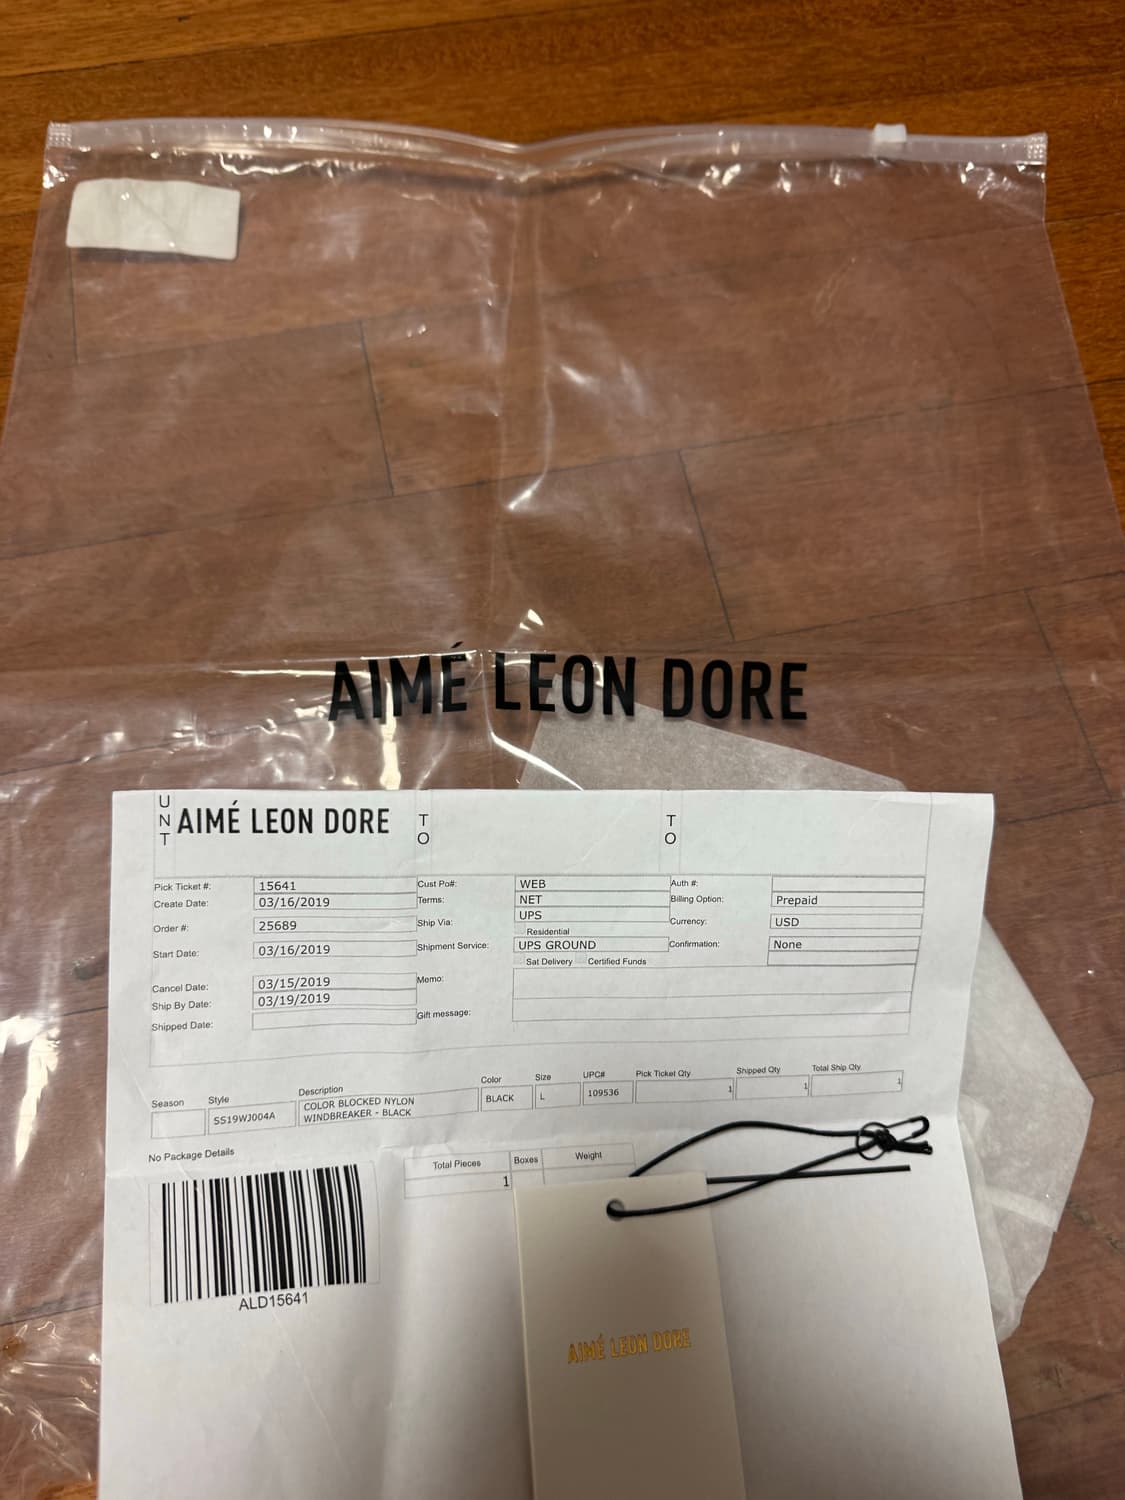 AIMÉ LEON DORE
U
N
T
AIMÉ LEON DORE
TO
TO
Pick Ticket #: 15641
Create Date: 03/16/2019
Order #: 25689
Start Date: 03/16/2019
Cancel Date: 03/15/2019
Ship By Date: 03/19/2019
Shipped Date:
Cust Po#: WEB
Terms: NET
Ship Via: UPS
Residential
Shipment Service: UPS GROUND
Sat Delivery Certified Funds
Memo:
Gift message:
Auth #:
Billing Option: Prepaid
Currency: USD
Confirmation: None
Season Style Description Color Size UPC# Pick Ticket Qty Shipped Qty Total Ship Qty
SS19WJ004A COLOR BLOCKED NYLON BLACK L 109536 1 1 1
WINDBREAKER - BLACK
No Package Details
Total Pieces Boxes Weight
1
ALD15641
AIMÉ LEON DORE